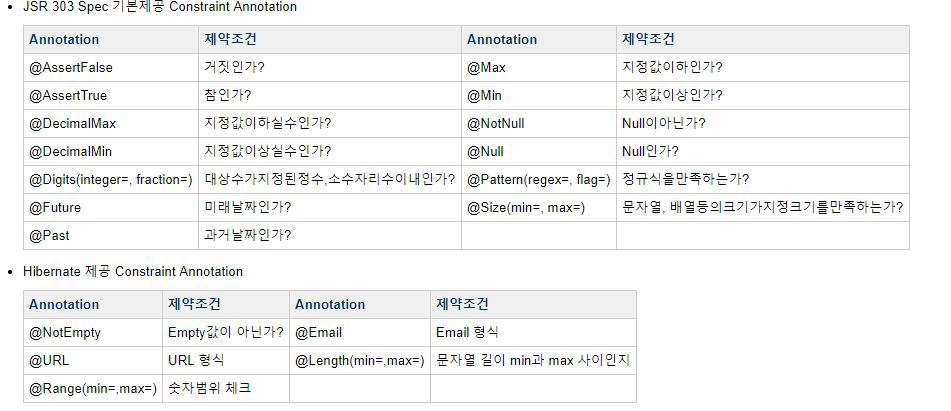 JSR 303 Spec 기본제공 Constraint Annotation
Annotation 제약조건 Annotation 제약조건
@AssertFalse 거짓인가? @Max 지정값이하인가?
@AssertTrue 참인가? @Min 지정값이상인가?
@DecimalMax 지정값이하실수인가? @NotNull Null이아닌가?
@DecimalMin 지정값이상실수인가? @Null Null인가?
@Digits(integer=, fraction=) 대상수가지정된정수,소수자리수이내인가? @Pattern(regex=, flag=) 정규식을만족하는가?
@Future 미래날짜인가? @Size(min=, max=) 문자열, 배열등의크기가지정크기를만족하는가?
@Past 과거날짜인가?
Hibernate 제공 Constraint Annotation
Annotation 제약조건 Annotation 제약조건
@NotEmpty Empty값이 아닌가? @Email Email 형식
@URL URL 형식 @Length(min=,max=) 문자열 길이 min과 max 사이인지
@Range(min=,max=) 숫자범위 체크